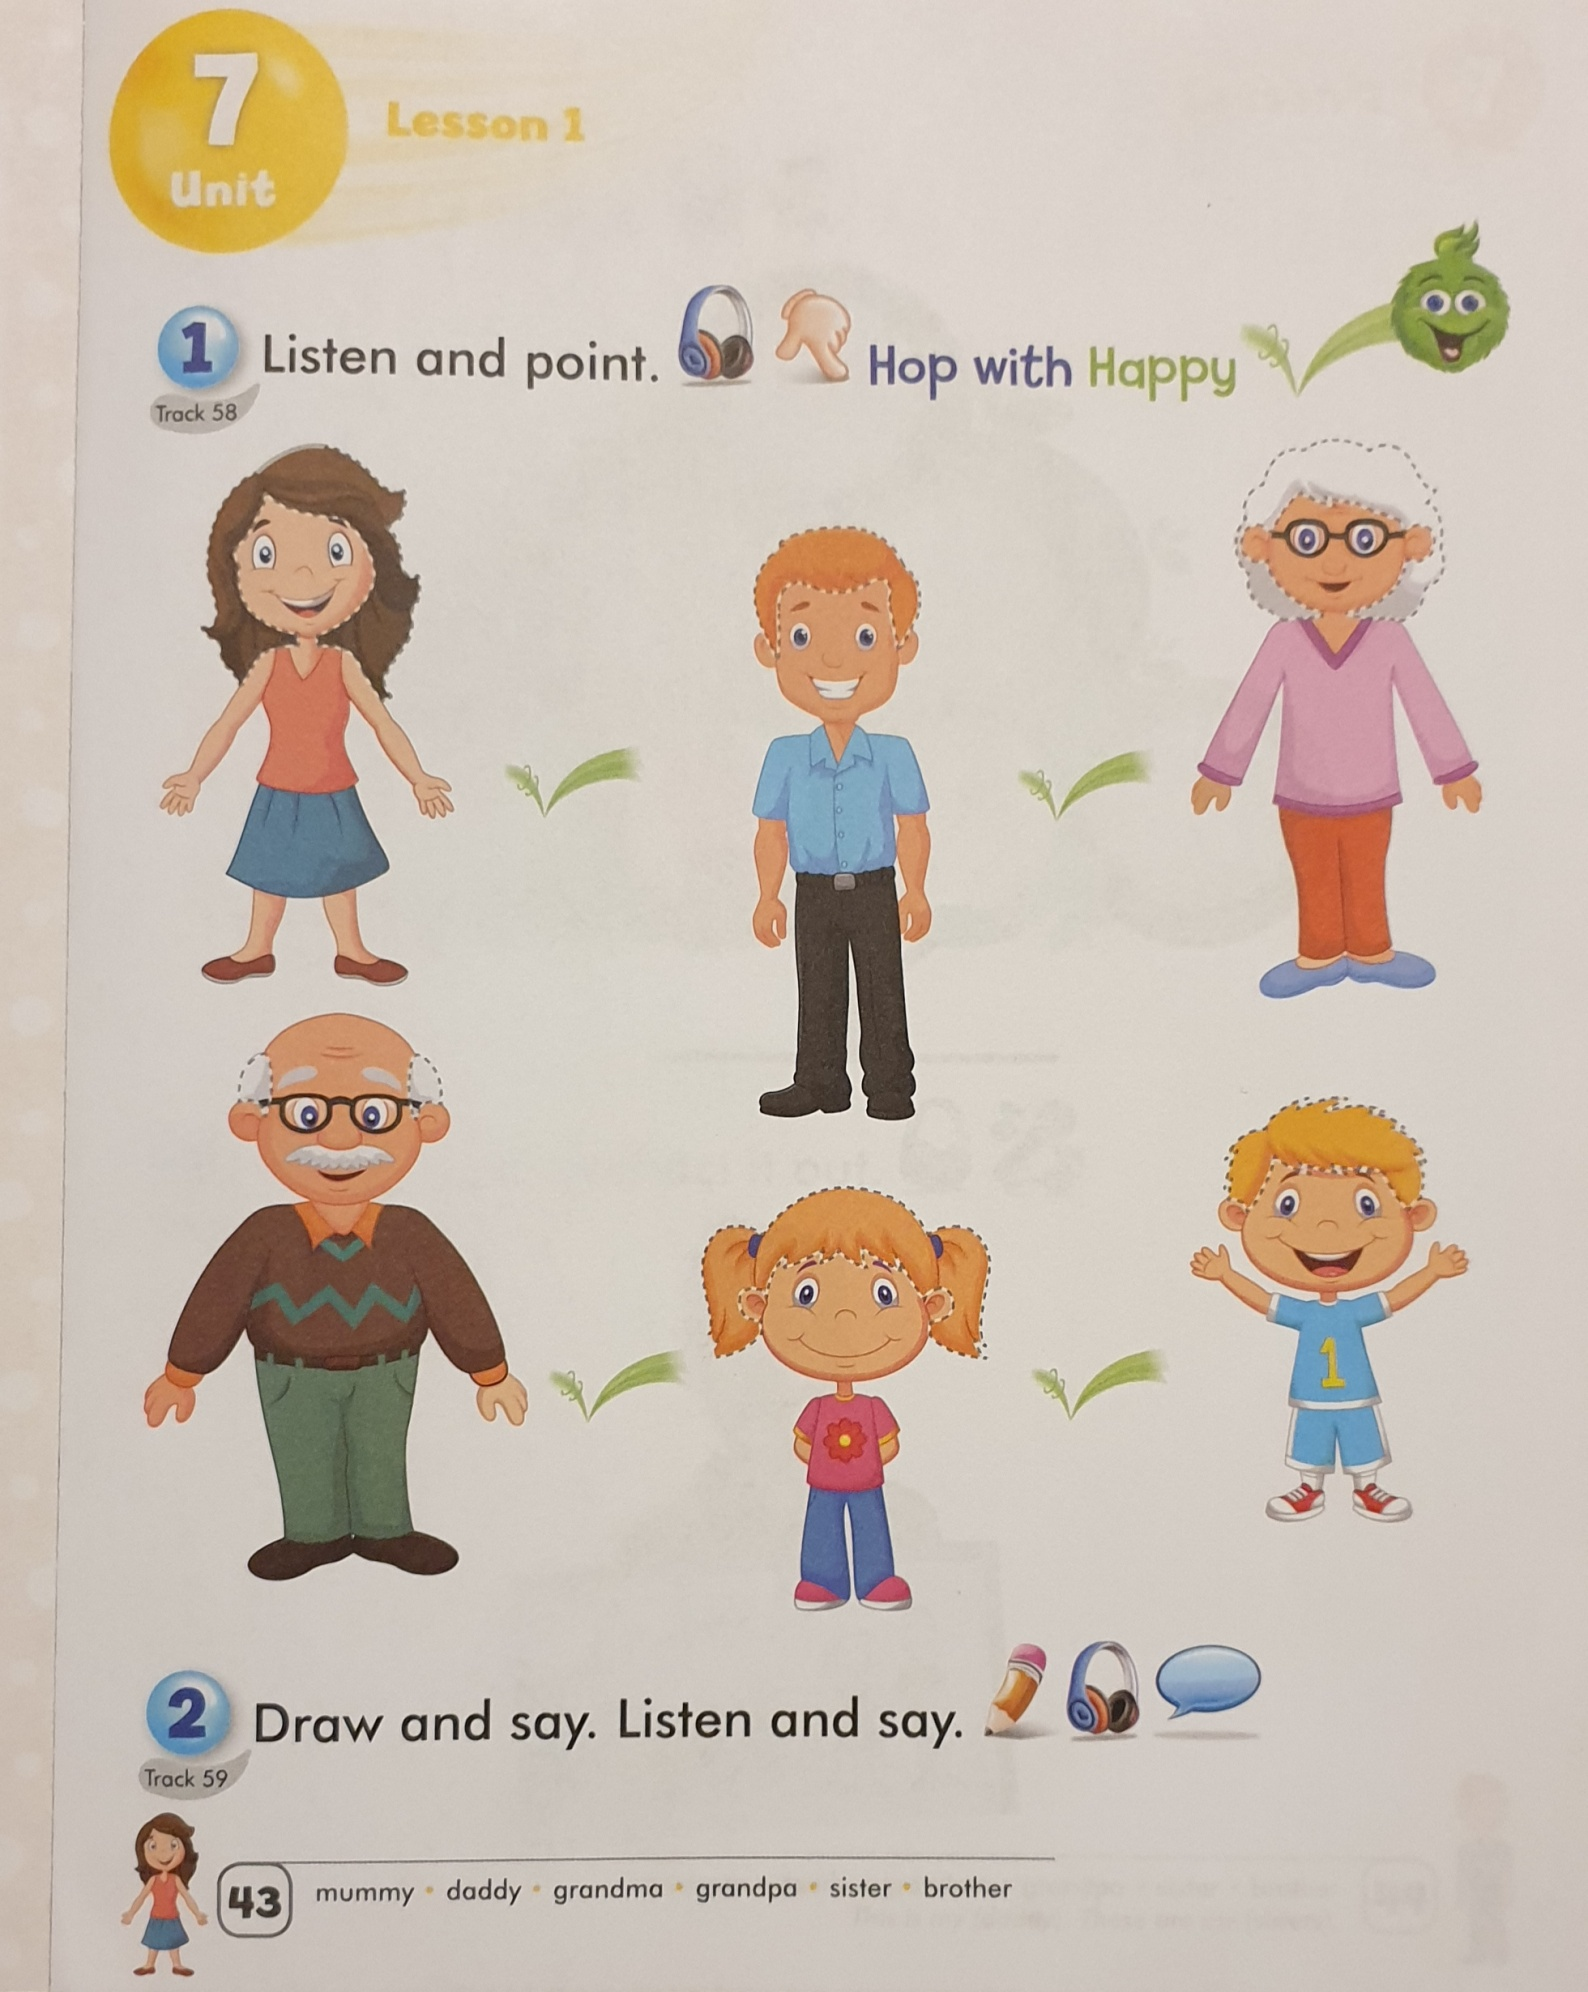 7
Unit
Lesson 1
1 Listen and point. Hop with Happy
Track 58
1
2 Draw and say. Listen and say.
Track 59
43 mummy • daddy • grandma • grandpa • sister • brother